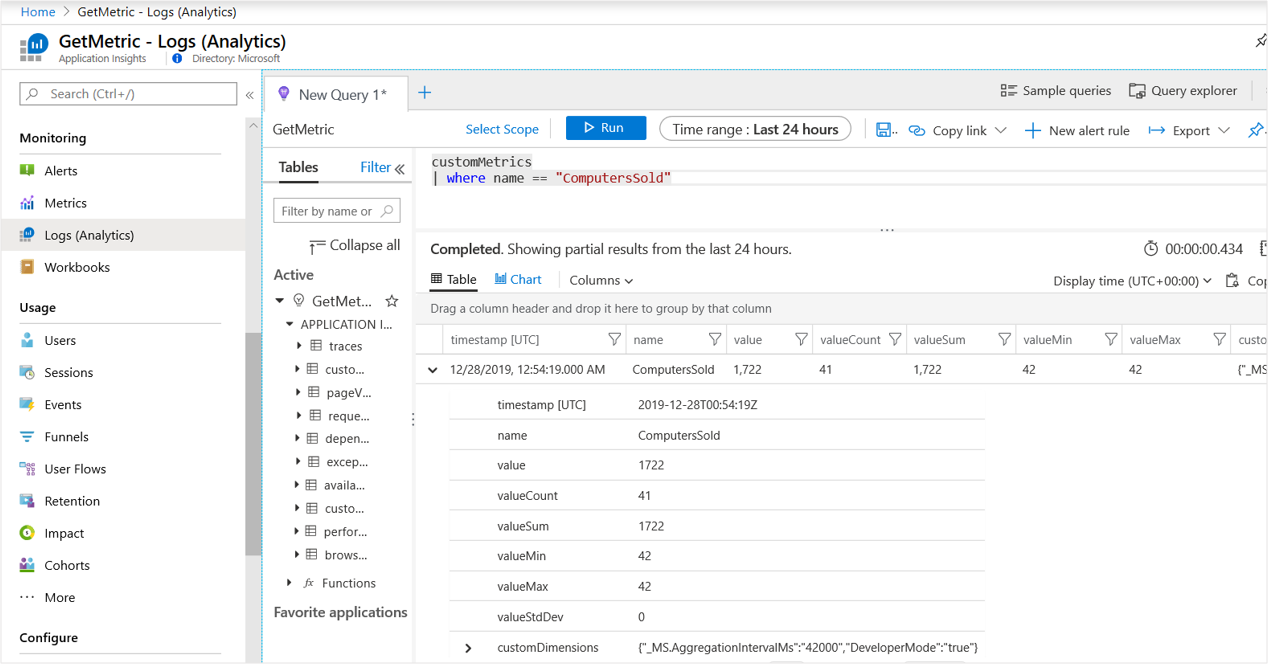 Home > GetMetric - Logs (Analytics)
GetMetric - Logs (Analytics)
Application Insights
Directory: Microsoft
Search (Ctrl+/)
Monitoring
Alerts
Metrics
Logs (Analytics)
Workbooks
Usage
Users
Sessions
Events
Funnels
User Flows
Retention
Impact
Cohorts
More
Configure
New Query 1*
Sample queries
Query explorer
GetMetric
Select Scope
Run
Time range : Last 24 hours
Copy link
New alert rule
Export
Tables
Filter
Filter by name or
Collapse all
Active
GetMet...
APPLICATION I...
traces
custo...
pageV...
reque...
depen...
excep...
availa...
custo...
perfor...
brows...
fx Functions
Favorite applications
customMetrics
| where name == "ComputersSold"
Completed. Showing partial results from the last 24 hours.
00:00:00.434
Table
Chart
Columns
Display time (UTC+00:00)
Cop
Drag a column header and drop it here to group by that column
timestamp [UTC] name value valueCount valueSum valueMin valueMax custo
12/28/2019, 12:54:19.000 AM ComputersSold 1,722 41 1,722 42 42 {"_MS
timestamp [UTC] 2019-12-28T00:54:19Z
name ComputersSold
value 1722
valueCount 41
valueSum 1722
valueMin 42
valueMax 42
valueStdDev 0
customDimensions {"_MS.AggregationIntervalMs":"42000","DeveloperMode":"true"}